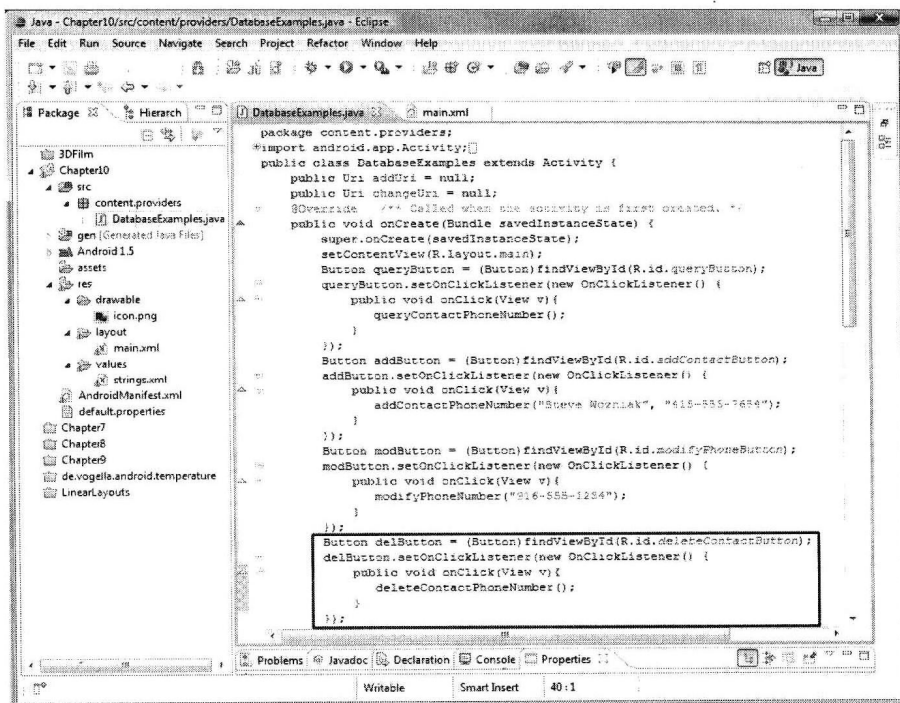 Java - Chapter10/src/content/providers/DatabaseExamples.java - Eclipse
File Edit Run Source Navigate Search Project Refactor Window Help
Java
Package Hierarch
DatabaseExamples.java main.xml
3DFilm
Chapter10
src
content.providers
DatabaseExamples.java
gen [Generated Java Files]
Android 1.5
assets
res
drawable
icon.png
layout
main.xml
values
strings.xml
AndroidManifest.xml
default.properties
Chapter7
Chapter8
Chapter9
de.vogella.android.temperature
LinearLayouts
package content.providers;
import android.app.Activity;
public class DatabaseExamples extends Activity {
public Uri addUri = null;
public Uri changeUri = null;
@Override /** Called when the activity is first created. */
public void onCreate(Bundle savedInstanceState) {
super.onCreate(savedInstanceState);
setContentView(R.layout.main);
Button queryButton = (Button)findViewById(R.id.queryButton);
queryButton.setOnClickListener(new OnClickListener() {
public void onClick(View v){
queryContactPhoneNumber();
}
});
Button addButton = (Button)findViewById(R.id.addContactButton);
addButton.setOnClickListener(new OnClickListener() {
public void onClick(View v){
addContactPhoneNumber("Steve Wozniak", "415-555-7654");
}
});
Button modButton = (Button)findViewById(R.id.modifyPhoneButton);
modButton.setOnClickListener(new OnClickListener() {
public void onClick(View v){
modifyPhoneNumber("916-555-1234");
}
});
Button delButton = (Button)findViewById(R.id.deleteContactButton);
delButton.setOnClickListener(new OnClickListener() {
public void onClick(View v){
deleteContactPhoneNumber();
}
});
Problems @ Javadoc Declaration Console Properties
Writable Smart Insert 40:1